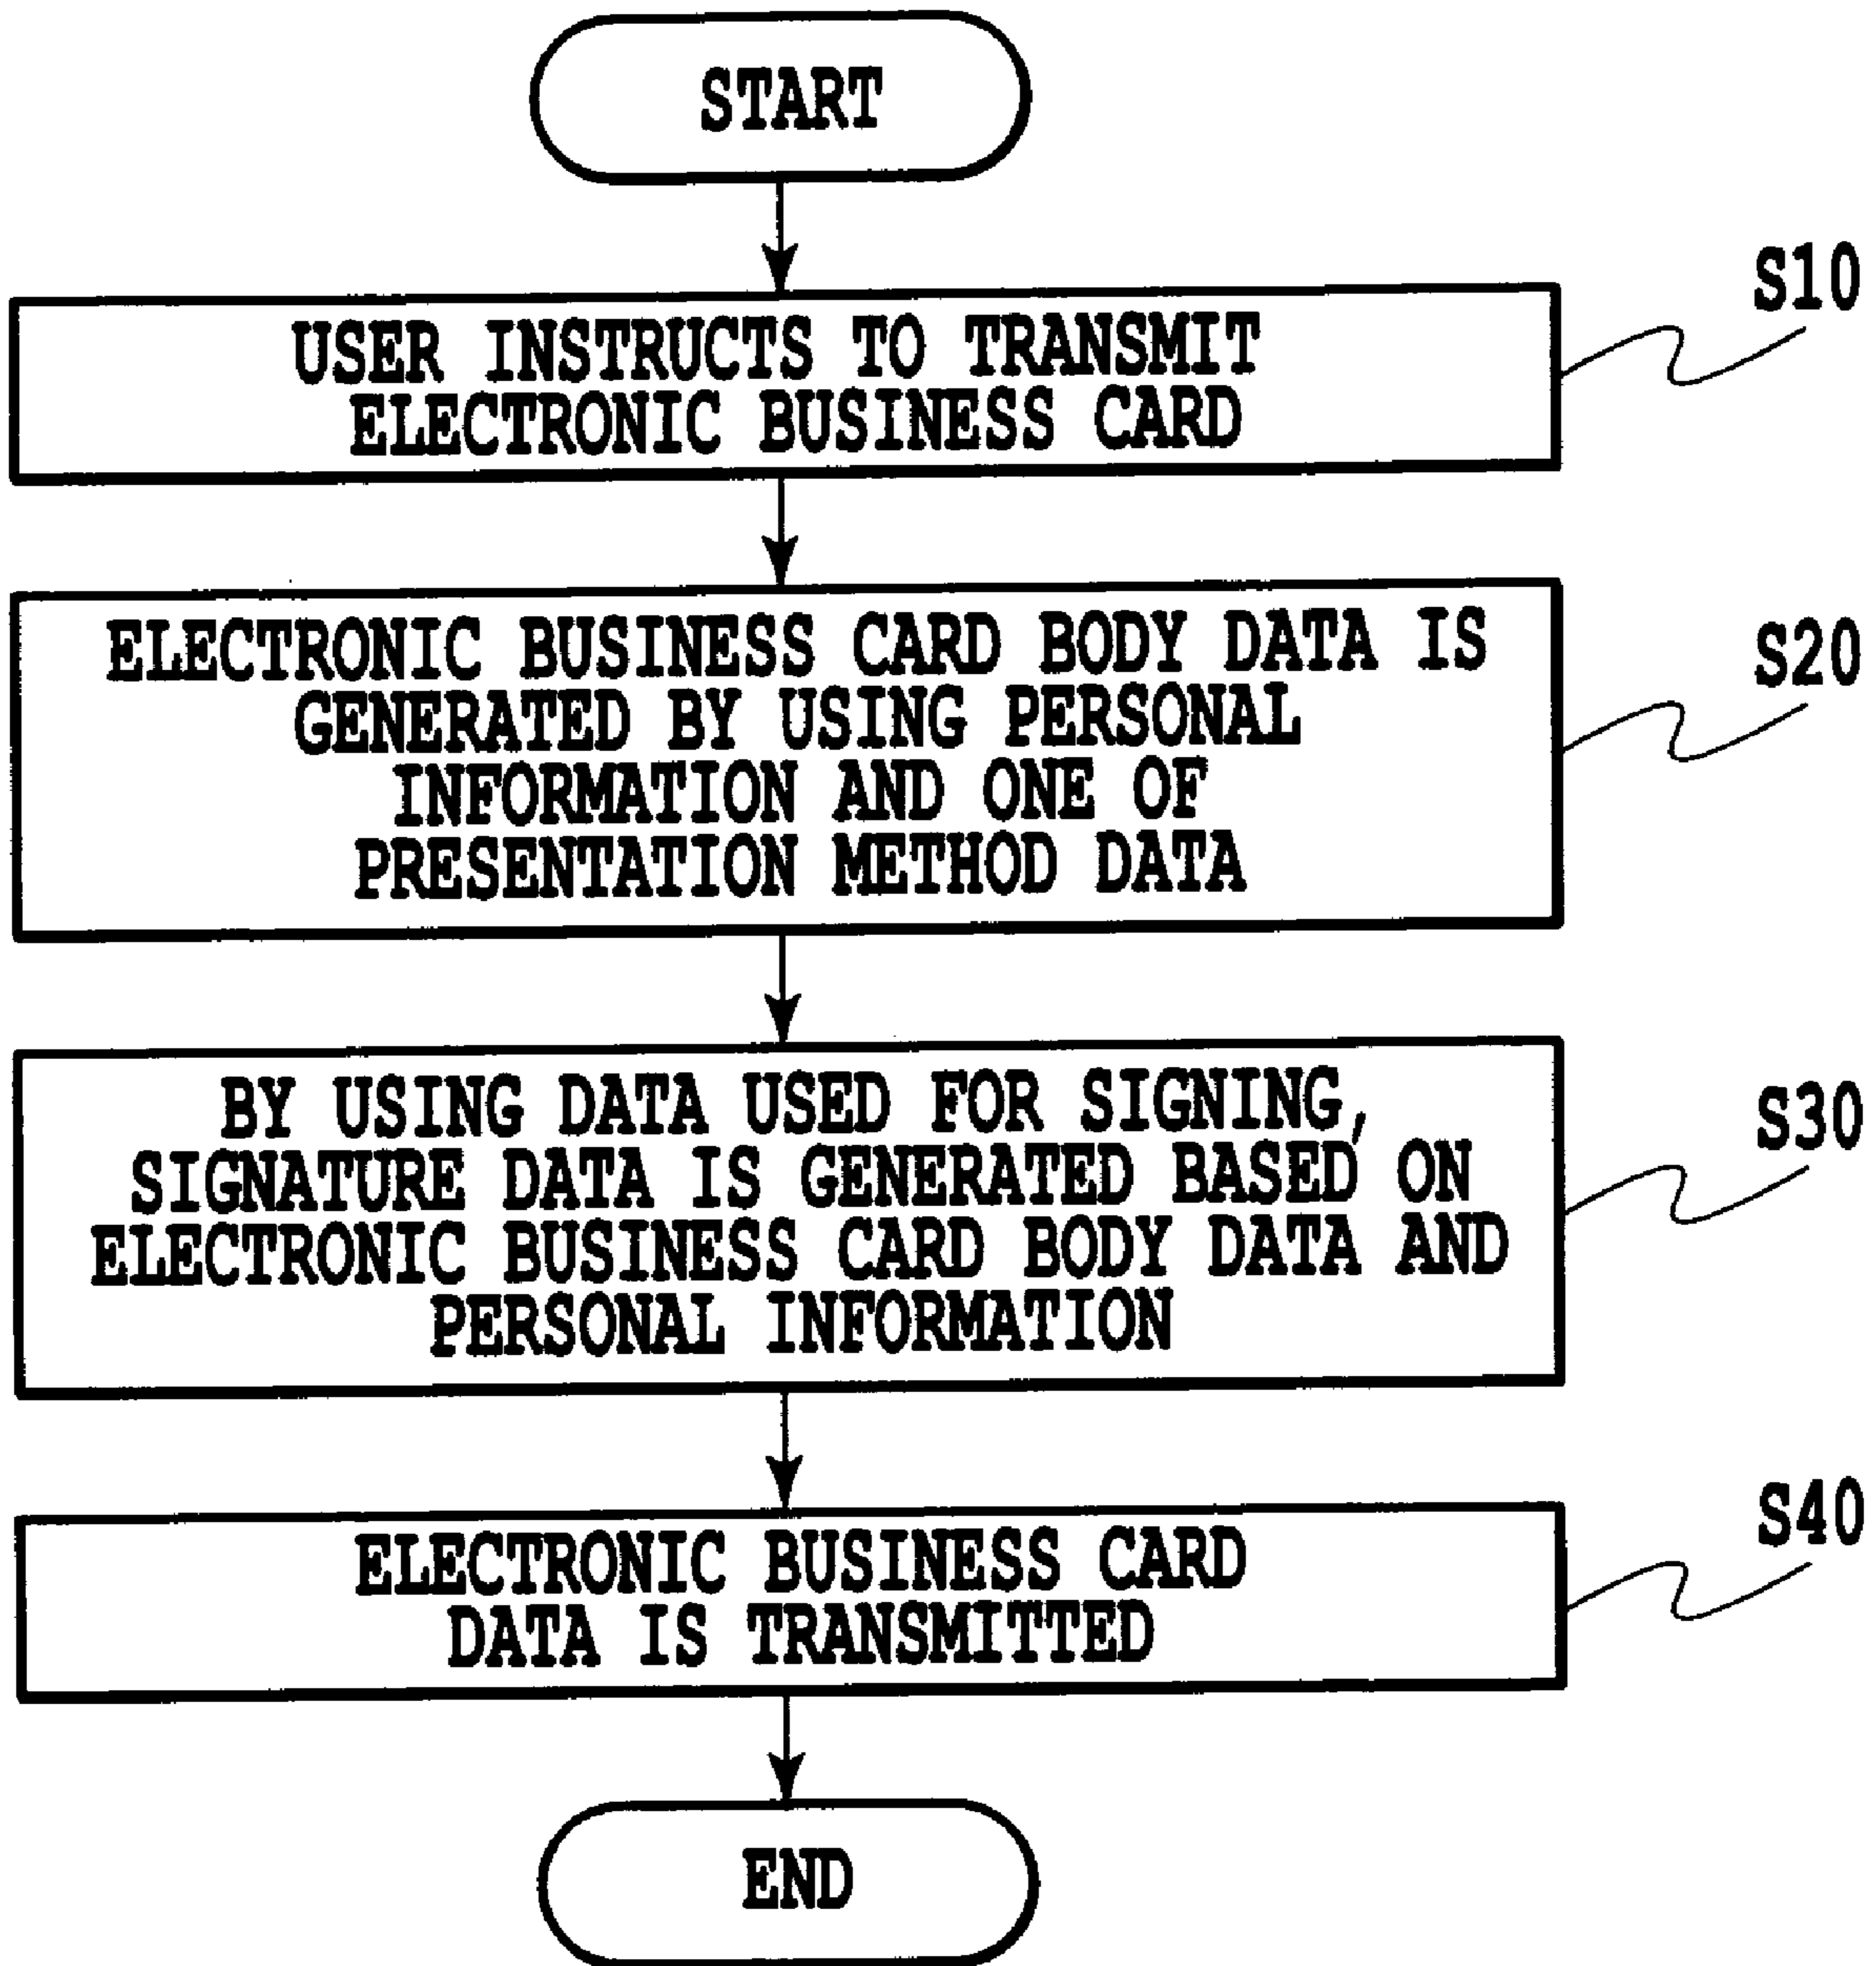 START
S10
USER INSTRUCTS TO TRANSMIT
ELECTRONIC BUSINESS CARD
S20
ELECTRONIC BUSINESS CARD BODY DATA IS
GENERATED BY USING PERSONAL
INFORMATION AND ONE OF
PRESENTATION METHOD DATA
S30
BY USING DATA USED FOR SIGNING,
SIGNATURE DATA IS GENERATED BASED ON
ELECTRONIC BUSINESS CARD BODY DATA AND
PERSONAL INFORMATION
S40
ELECTRONIC BUSINESS CARD
DATA IS TRANSMITTED
END